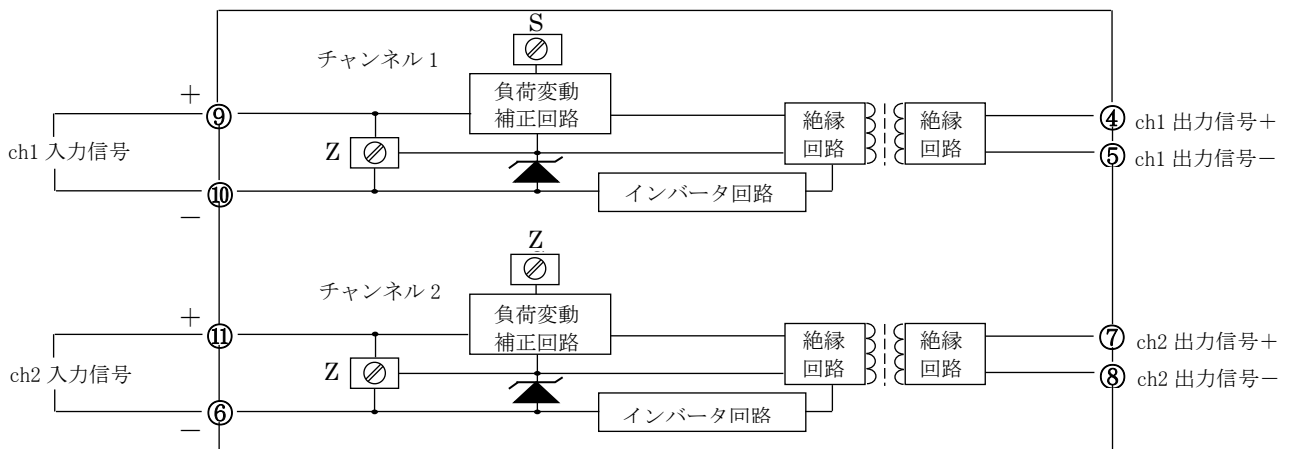 S
チャンネル1
+
負荷変動
補正回路
⑨
絶縁
回路
絶縁
回路
④
ch1 出力信号+
ch1 入力信号
Z
⑤
ch1 出力信号-
⑩
-
インバータ回路
Z
チャンネル2
+
負荷変動
補正回路
⑪
絶縁
回路
絶縁
回路
⑦
ch2 出力信号+
ch2 入力信号
Z
⑧
ch2 出力信号-
⑥
-
インバータ回路